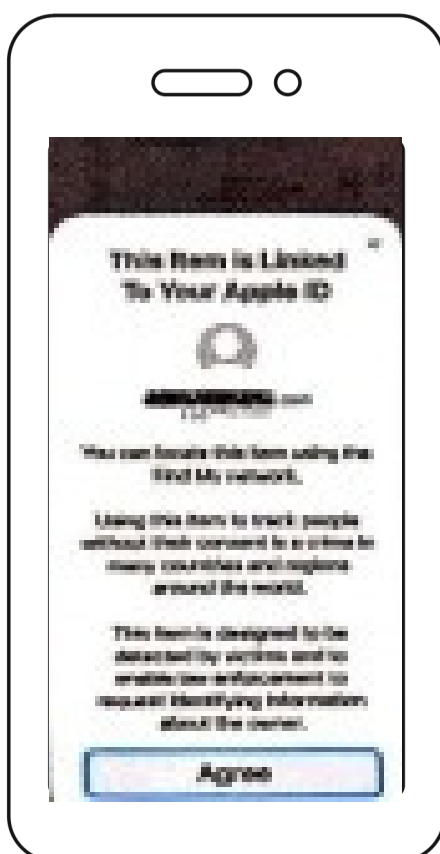 This Item is Linked
To Your Apple ID
.com
You can locate this item using the
Find My network.
Using this item to track people
without their consent is a crime in
many countries and regions
around the world.
This item is designed to be
detected by victims and to
enable law enforcement to
request identifying information
about the owner.
Agree